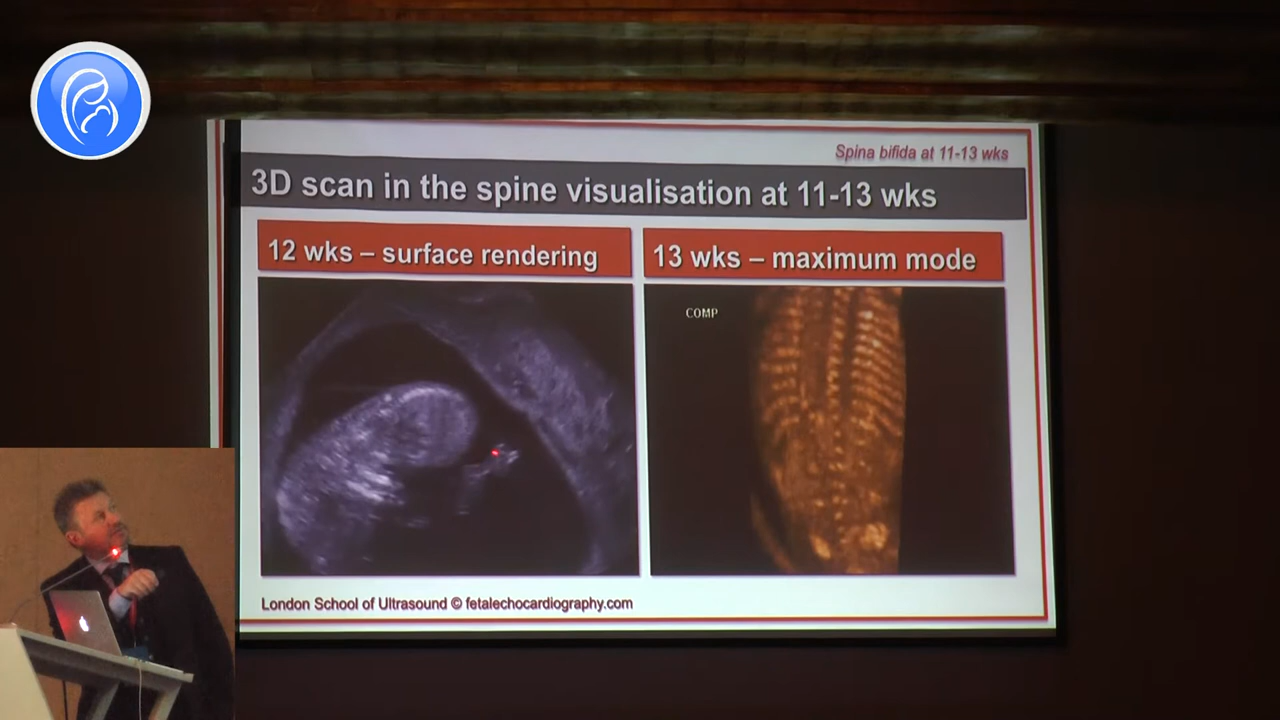 Spina bifida at 11-13 wks
3D scan in the spine visualisation at 11-13 wks
12 wks – surface rendering
13 wks – maximum mode
COMP
London School of Ultrasound © fetalechocardiography.com